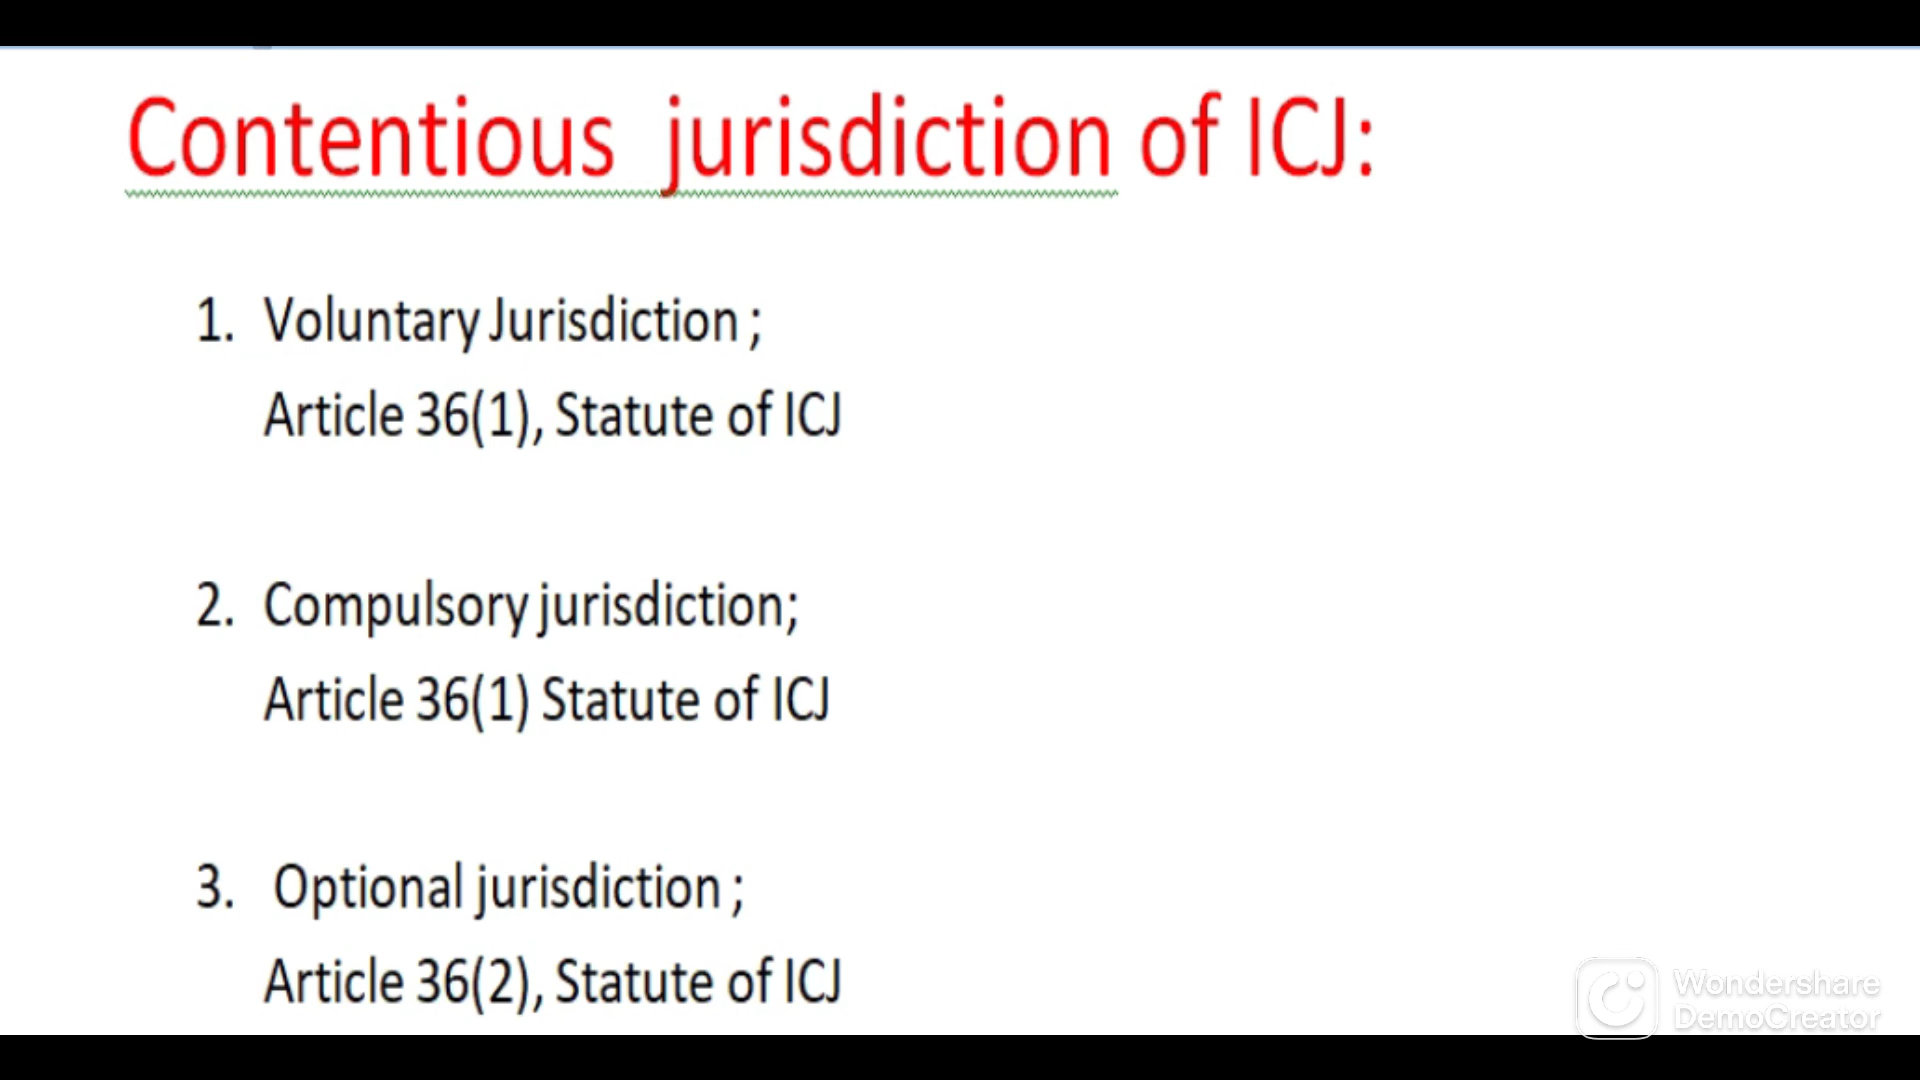 Contentious jurisdiction of ICJ:
1. Voluntary Jurisdiction ;
Article 36(1), Statute of ICJ
2. Compulsory jurisdiction;
Article 36(1) Statute of ICJ
3. Optional jurisdiction ;
Article 36(2), Statute of ICJ
Wondershare
DemoCreator